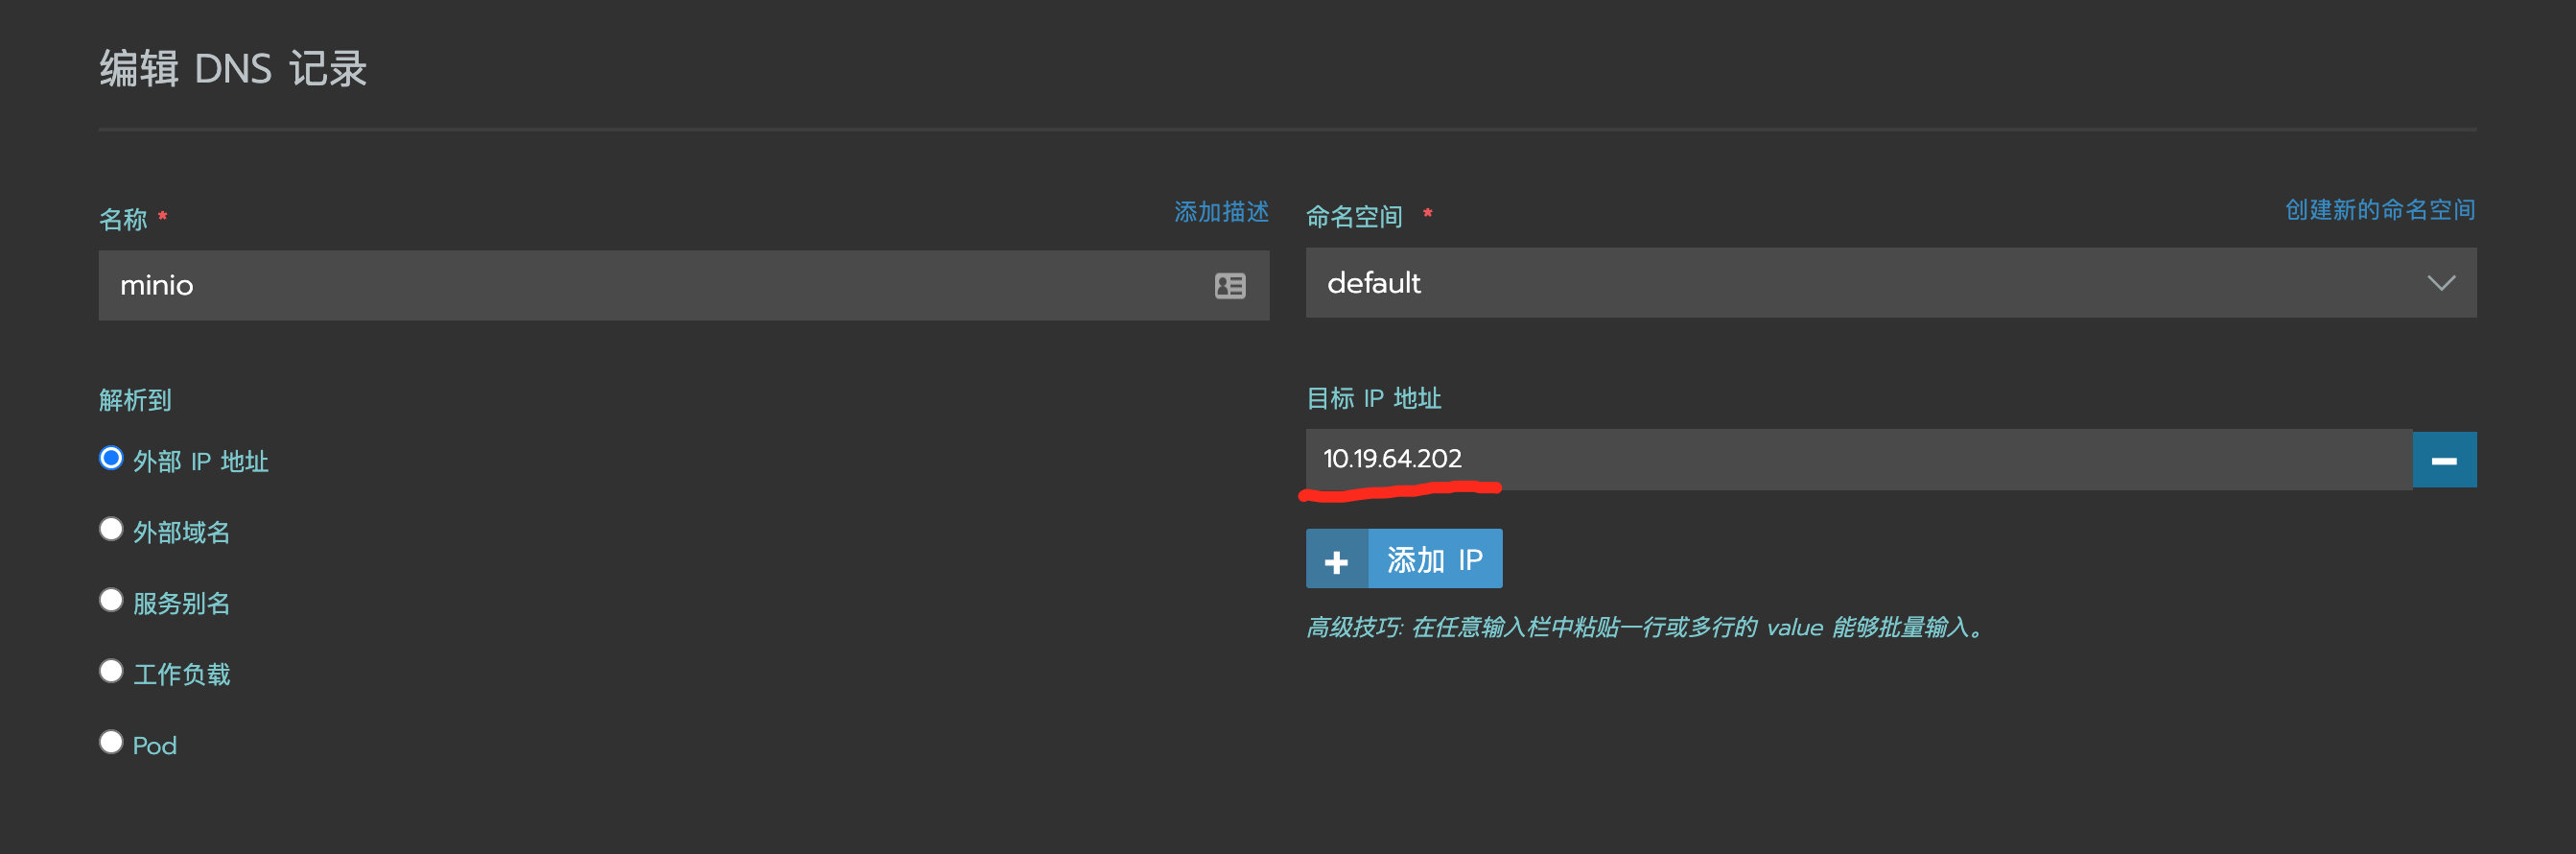 编辑 DNS 记录
名称 *
添加描述
minio
命名空间 *
创建新的命名空间
default
解析到
外部 IP 地址
外部域名
服务别名
工作负载
Pod
目标 IP 地址
10.19.64.202
添加 IP
高级技巧: 在任意输入栏中粘贴一行或多行的 value 能够批量输入。